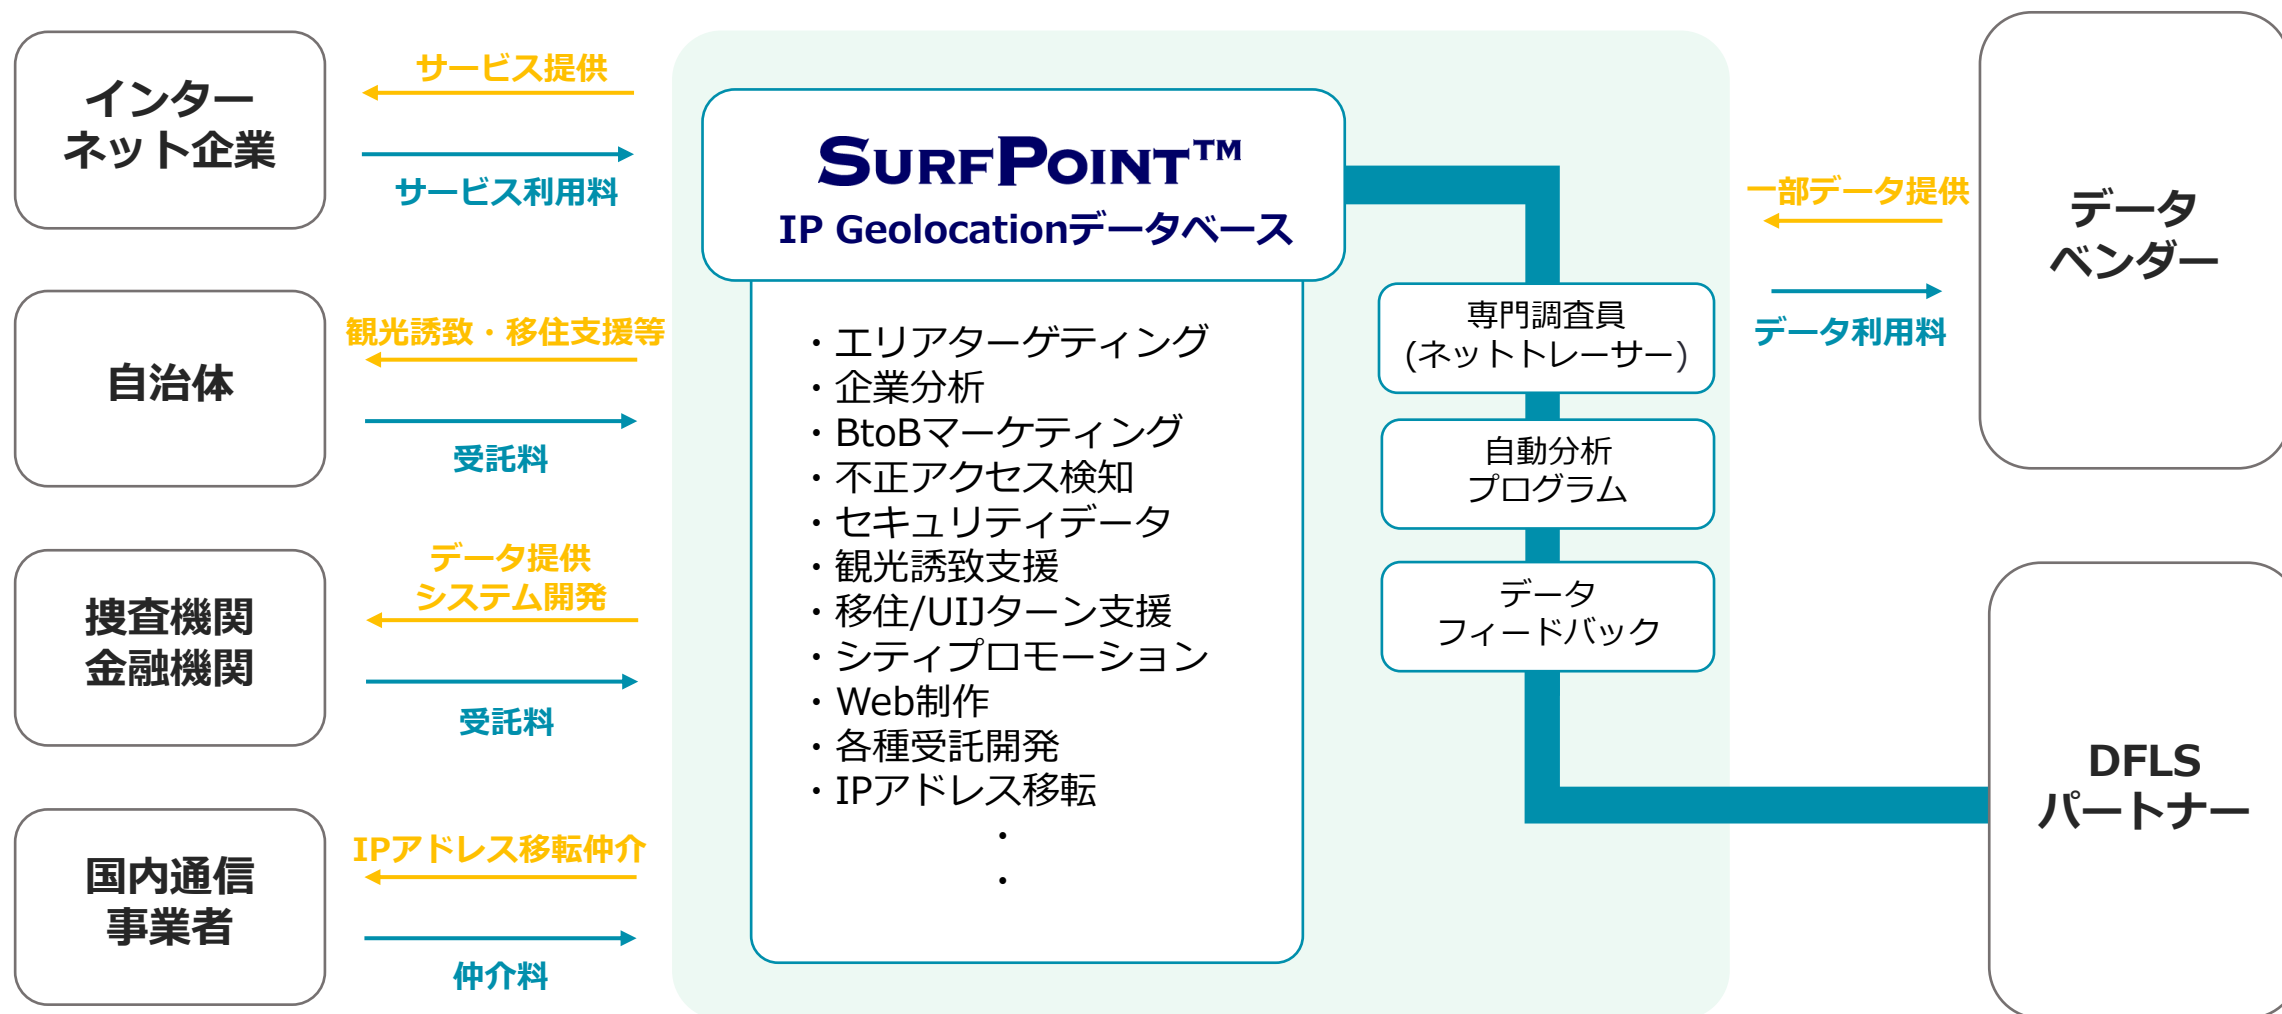 インター
ネット企業
サービス提供
サービス利用料
自治体
観光誘致・移住支援等
受託料
捜査機関
金融機関
データ提供
システム開発
受託料
国内通信
事業者
IPアドレス移転仲介
仲介料
SURFPOINT™
IP Geolocationデータベース
・エリアターゲティング
・企業分析
・BtoBマーケティング
・不正アクセス検知
・セキュリティデータ
・観光誘致支援
・移住/UIJターン支援
・シティプロモーション
・Web制作
・各種受託開発
・IPアドレス移転
・
・
専門調査員
(ネットトレーサー)
自動分析
プログラム
データ
フィードバック
一部データ提供
データ利用料
データ
ベンダー
DFLS
パートナー